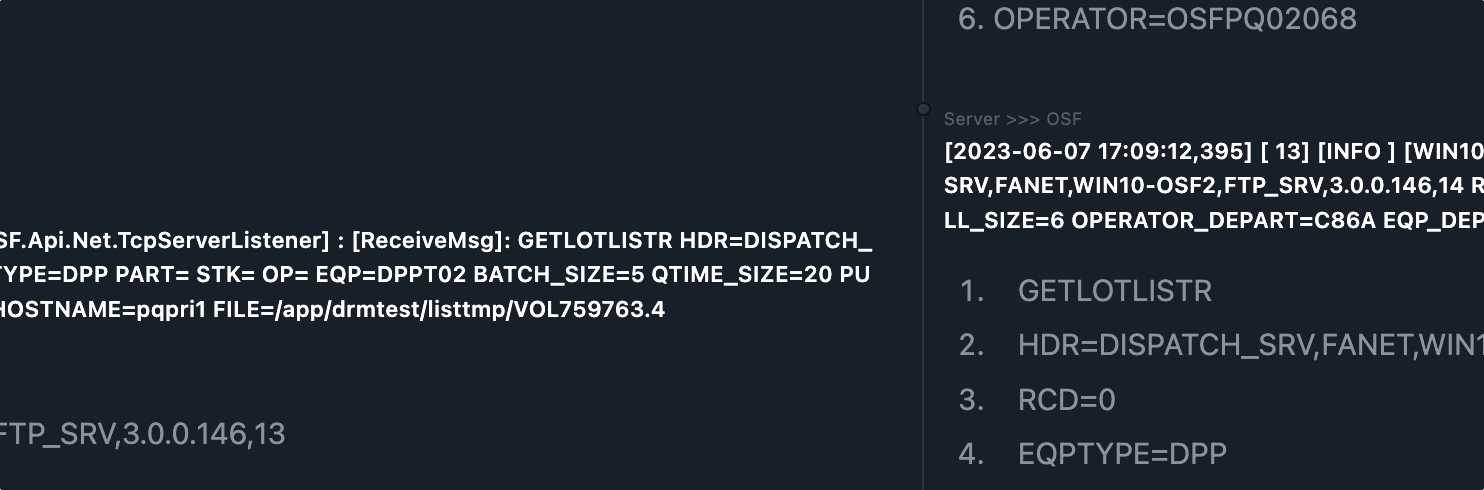 SF.Api.Net.TcpServerListener] : [ReceiveMsg]: GETLOTLISTR HDR=DISPATCH_
TYPE=DPP PART= STK= OP= EQP=DPPT02 BATCH_SIZE=5 QTIME_SIZE=20 PU
HOSTNAME=pqpri1 FILE=/app/drmtest/listtmp/VOL759763.4
FTP_SRV,3.0.0.146,13
6. OPERATOR=OSFPQ02068
Server >>> OSF
[2023-06-07 17:09:12,395] [ 13] [INFO ] [WIN10
SRV,FANET,WIN10-OSF2,FTP_SRV,3.0.0.146,14 R
LL_SIZE=6 OPERATOR_DEPART=C86A EQP_DEP
1. GETLOTLISTR
2. HDR=DISPATCH_SRV,FANET,WIN1
3. RCD=0
4. EQPTYPE=DPP